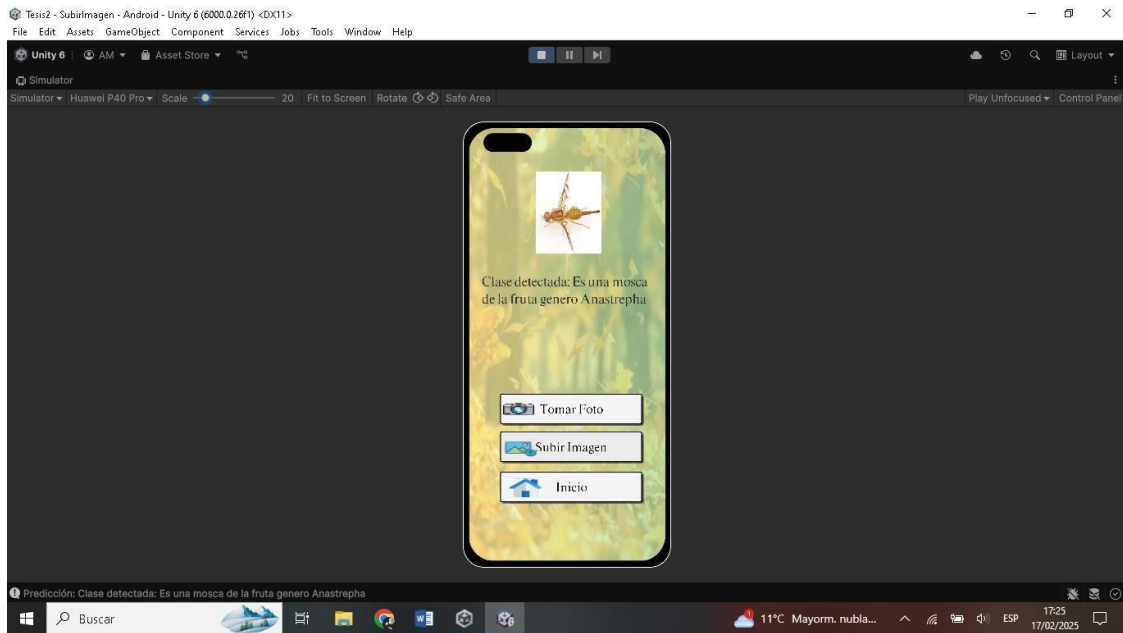 Tesis2 - SubirImagen - Android - Unity 6 (6000.0.26f1) <DX11>
File Edit Assets GameObject Component Services Jobs Tools Window Help
Unity 6 AM Asset Store Layout
Simulator
Simulator Huawei P40 Pro Scale 20 Fit to Screen Rotate Safe Area Play Unfocused Control Panel
Clase detectada: Es una mosca
de la fruta genero Anastrepha
Tomar Foto
Subir Imagen
Inicio
Predicción: Clase detectada: Es una mosca de la fruta genero Anastrepha
Buscar 1 11°C Mayorm. nubla... ESP 17:25
17/02/2025